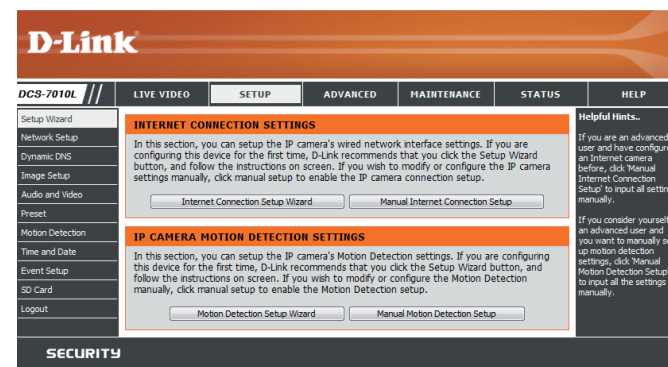 D-Link
DCS-7010L
LIVE VIDEO
SETUP
ADVANCED
MAINTENANCE
STATUS
HELP
Setup Wizard
Network Setup
Dynamic DNS
Image Setup
Audio and Video
Preset
Motion Detection
Time and Date
Event Setup
SD Card
Logout
INTERNET CONNECTION SETTINGS
In this section, you can setup the IP camera's wired network interface settings. If you are
configuring this device for the first time, D-Link recommends that you click the Setup Wizard
button, and follow the instructions on screen. If you wish to modify or configure the IP camera
settings manually, click manual setup to enable the IP camera connection setup.
Internet Connection Setup Wizard
Manual Internet Connection Setup
IP CAMERA MOTION DETECTION SETTINGS
In this section, you can setup the IP camera's Motion Detection settings. If you are configuring
this device for the first time, D-Link recommends that you click the Setup Wizard button, and
follow the instructions on screen. If you wish to modify or configure the Motion Detection
manually, click manual setup to enable the Motion Detection setup.
Motion Detection Setup Wizard
Manual Motion Detection Setup
Helpful Hints..
If you are an advanced
user and have configure
an Internet camera
before, click 'Manual
Internet Connection
Setup' to input all settin
manually.
If you consider yourself
an advanced user and
you want to manually se
up motion detection
settings, click 'Manual
Motion Detection Setup'
to input all the settings
manually.
SECURITY